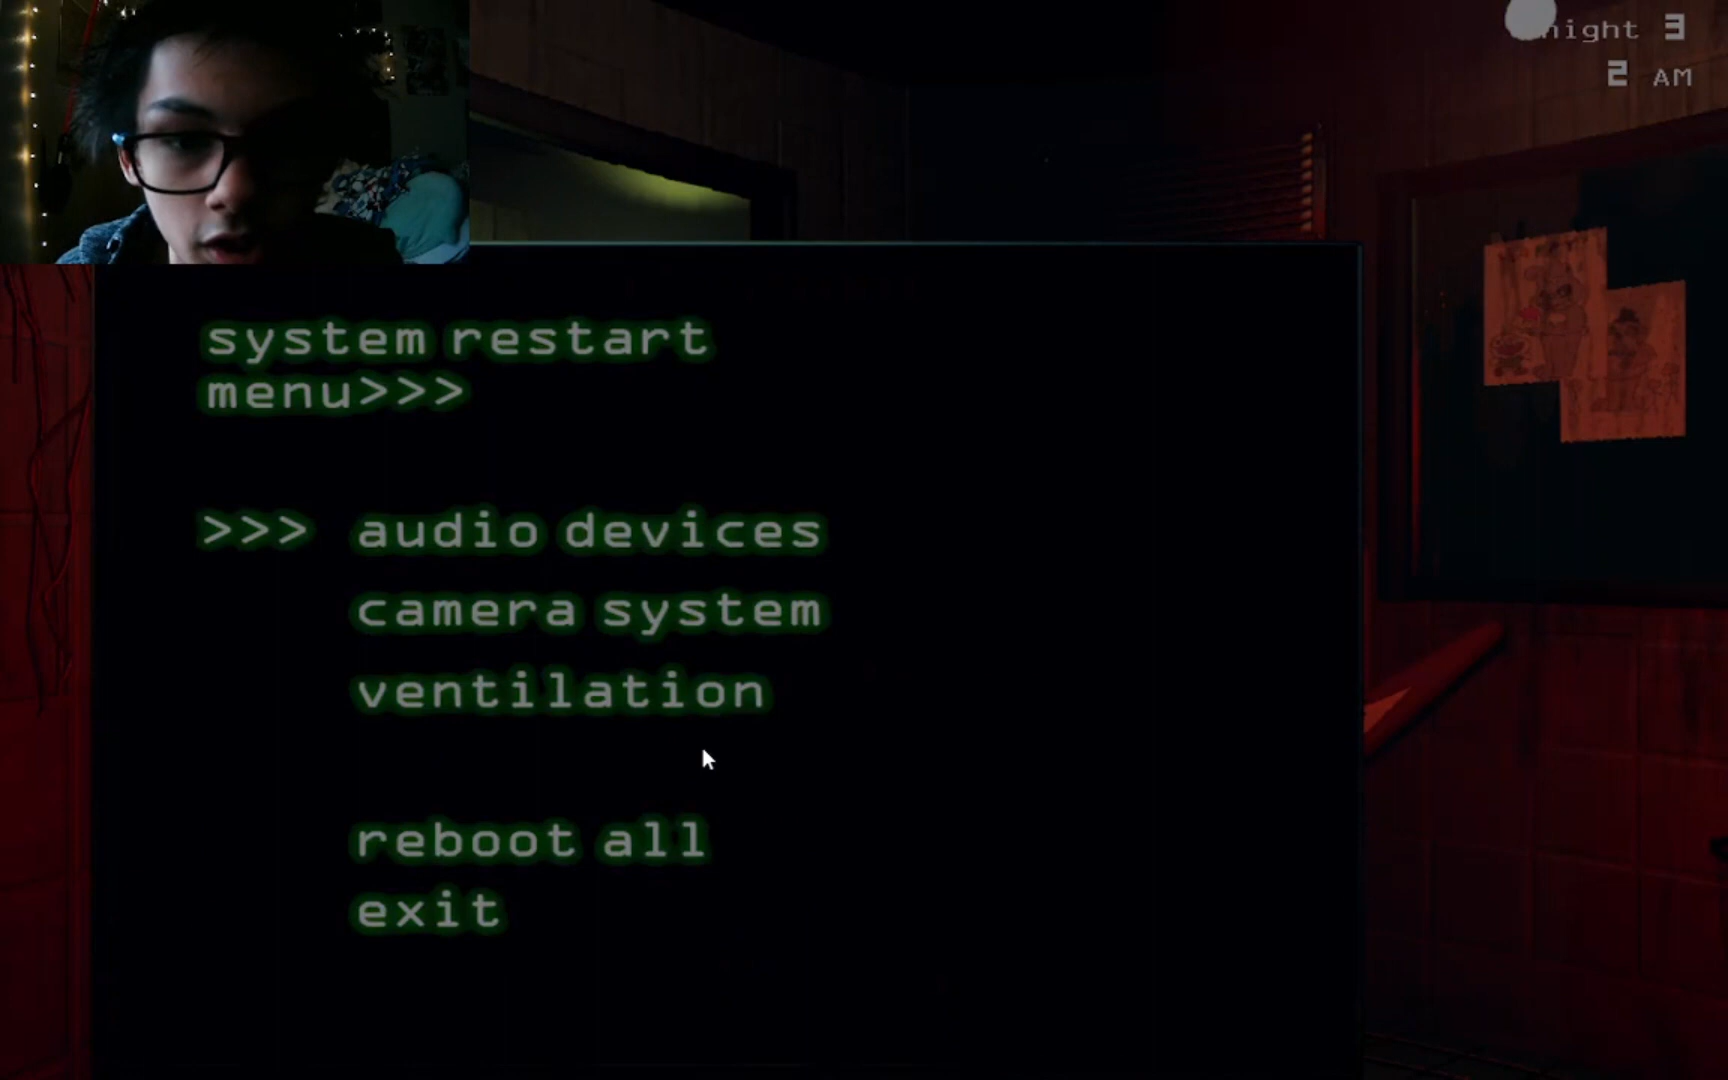 night 3
2 AM
system restart
menu>>>
>>> audio devices
camera system
ventilation
reboot all
exit